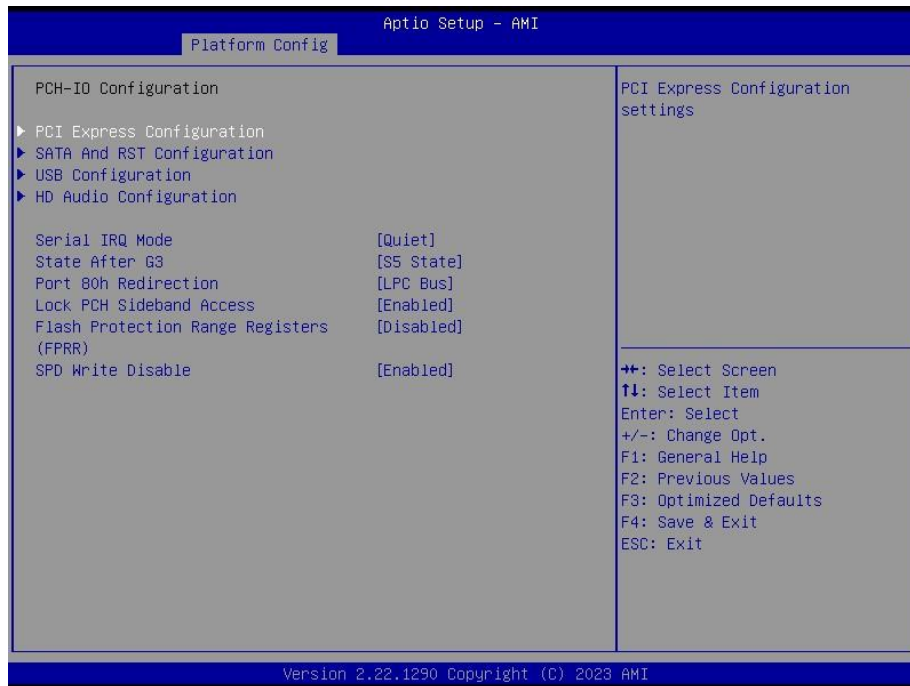 Aptio Setup – AMI
Platform Config
PCH-IO Configuration
PCI Express Configuration
SATA And RST Configuration
USB Configuration
HD Audio Configuration
Serial IRQ Mode [Quiet]
State After G3 [S5 State]
Port 80h Redirection [LPC Bus]
Lock PCH Sideband Access [Enabled]
Flash Protection Range Registers [Disabled]
(FPRR)
SPD Write Disable [Enabled]
PCI Express Configuration
settings
→←: Select Screen
↑↓: Select Item
Enter: Select
+/-: Change Opt.
F1: General Help
F2: Previous Values
F3: Optimized Defaults
F4: Save & Exit
ESC: Exit
Version 2.22.1290 Copyright (C) 2023 AMI